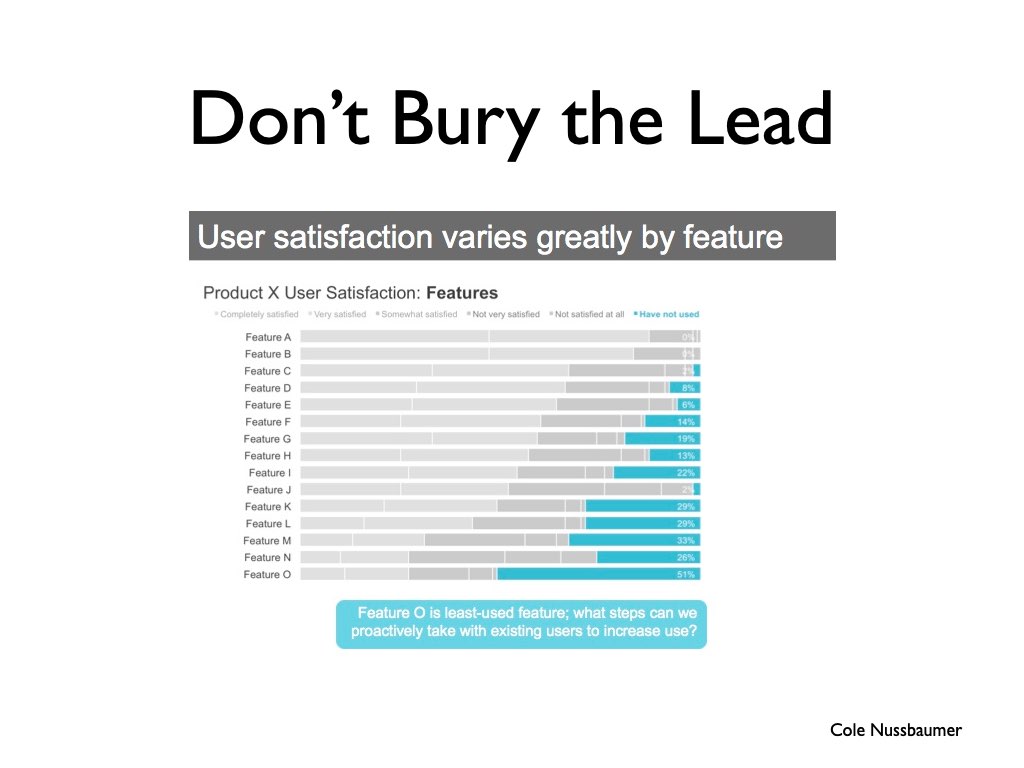 Don’t Bury the Lead
User satisfaction varies greatly by feature
Product X User Satisfaction: Features
Completely satisfied Very satisfied Somewhat satisfied Not very satisfied Not satisfied at all Have not used
Feature A 0%
Feature B 0%
Feature C 2%
Feature D 8%
Feature E 6%
Feature F 14%
Feature G 19%
Feature H 13%
Feature I 22%
Feature J 2%
Feature K 29%
Feature L 29%
Feature M 33%
Feature N 26%
Feature O 51%
Feature O is least-used feature; what steps can we
proactively take with existing users to increase use?
Cole Nussbaumer